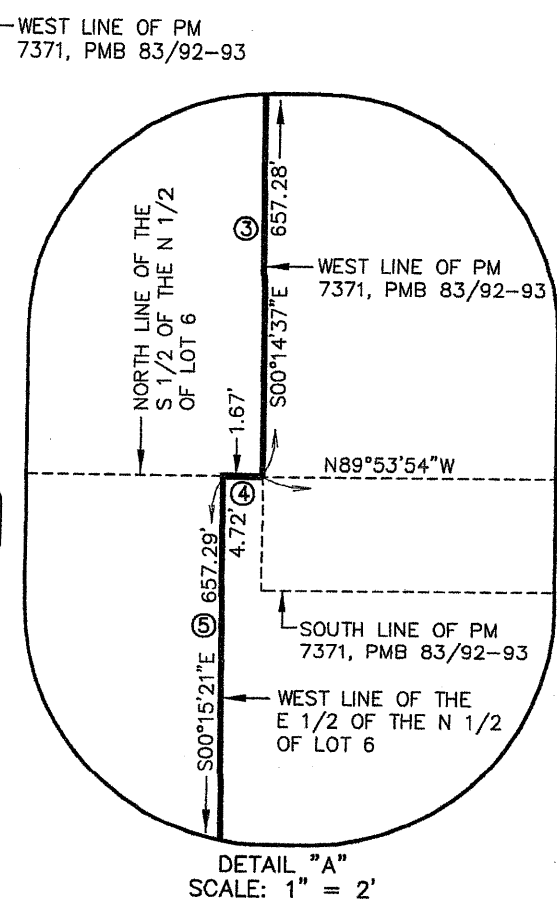 WEST LINE OF PM
7371, PMB 83/92-93
NORTH LINE OF THE
S 1/2 OF THE N 1/2
OF LOT 6
657.28'
③
WEST LINE OF PM
7371, PMB 83/92-93
S00°14'37"E
1.67'
N89°53'54"W
④
4.72'
657.29'
⑤
SOUTH LINE OF PM
7371, PMB 83/92-93
S00°15'21"E
WEST LINE OF THE
E 1/2 OF THE N 1/2
OF LOT 6
DETAIL "A"
SCALE: 1" = 2'